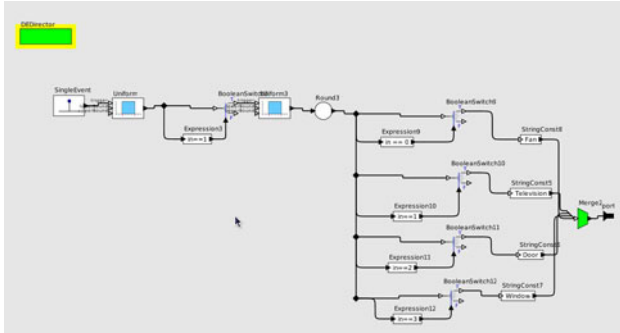 DEDirector
SingleEvent
Uniform
BooleanSwitch
Uniform3
Round3
Expression3
in==1
BooleanSwitch6
Expression9
in == 0
StringConst8
Fan
BooleanSwitch10
Expression10
in==1
StringConst5
Television
Merge2
port
BooleanSwitch11
Expression11
in==2
StringConst
Door
BooleanSwitch12
Expression12
in==3
StringConst7
Window